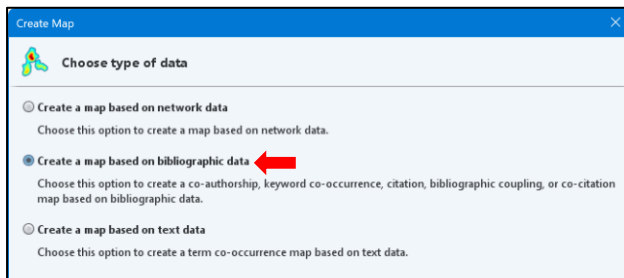 Create Map
Choose type of data
Create a map based on network data
Choose this option to create a map based on network data.
Create a map based on bibliographic data
Choose this option to create a co-authorship, keyword co-occurrence, citation, bibliographic coupling, or co-citation
map based on bibliographic data.
Create a map based on text data
Choose this option to create a term co-occurrence map based on text data.